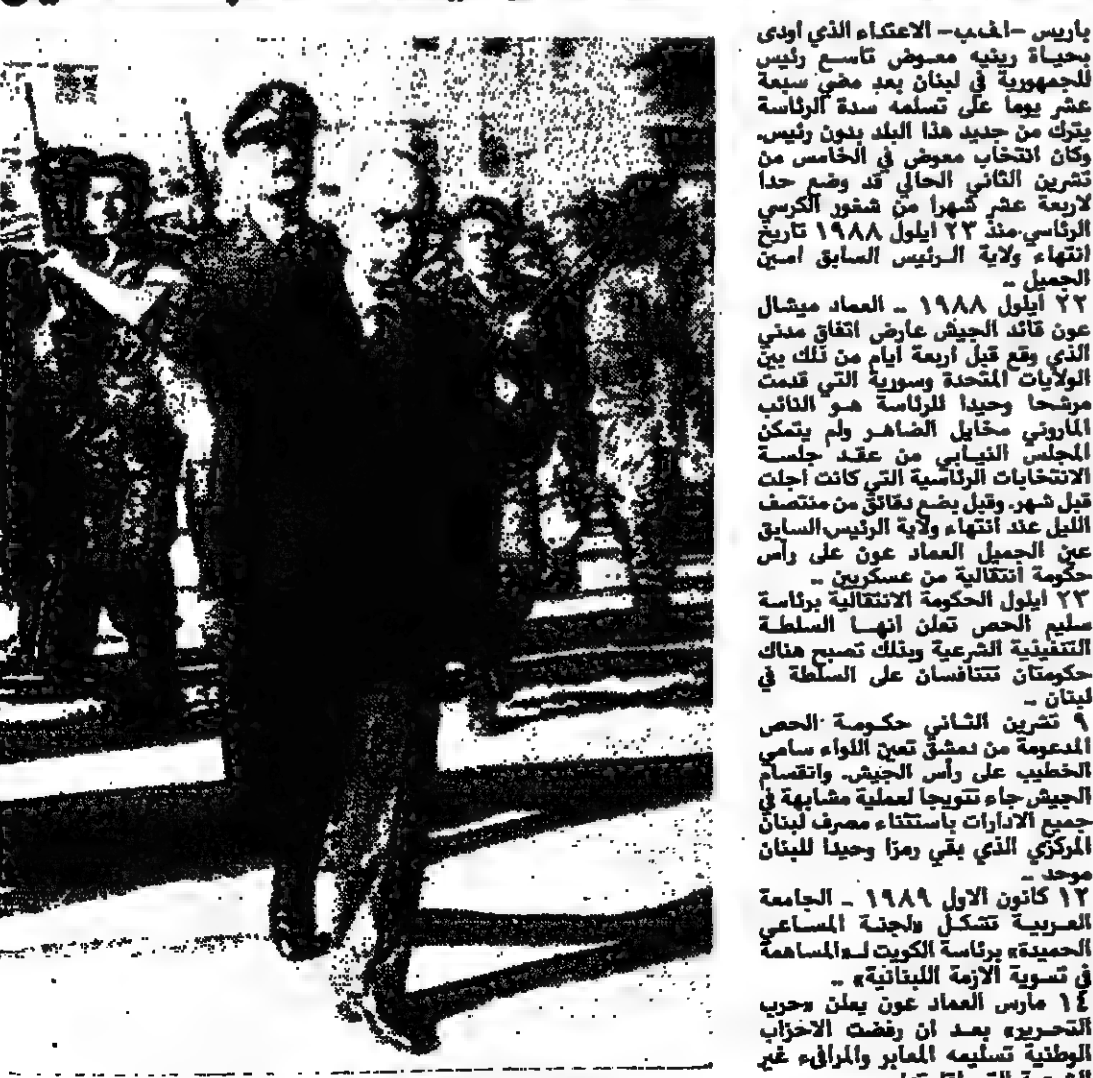 باريس -ا.ف.ب- الاعتداء الذي اودى
بحياة رينيه معوض تاسع رئيس
للجمهورية في لبنان بعد مضي سبعة
عشر يوما على تسلمه سدة الرئاسة
يترك من جديد هذا البلد بدون رئيس.
وكان انتخاب معوض في الخامس من
تشرين الثاني الحالي قد وضع حدا
لاربعة عشر شهرا من شغور الكرسي
الرئاسي منذ ٢٣ ايلول ١٩٨٨ تاريخ
انتهاء ولاية الرئيس السابق امين
الجميل ..
٢٢ ايلول ١٩٨٨ .. العماد ميشال
عون قائد الجيش عارض اتفاق مدني
الذي وقع قبل اربعة ايام من ذلك بين
الولايات المتحدة وسورية التي قدمت
مرشحا وحيدا للرئاسة هو النائب
الماروني مخايل الضاهر ولم يتمكن
المجلس النيابي من عقد جلسة
الانتخابات الرئاسية التي كانت اجلت
قبل شهر. وقبل بضع دقائق من منتصف
الليل عند انتهاء ولاية الرئيس السابق
عين الجميل العماد عون على رأس
حكومة انتقالية من عسكريين ..
٢٣ ايلول الحكومة الانتقالية برئاسة
سليم الحص تعلن انها السلطة
التنفيذية الشرعية وبذلك تصبح هناك
حكومتان تتنافسان على السلطة في
لبنان ..
٩ تشرين الثاني حكومة الحص
المدعومة من دمشق تعين اللواء سامي
الخطيب على رأس الجيش. وانقسام
الجيش جاء تتويجا لعملية مشابهة في
جميع الادارات باستثناء مصرف لبنان
المركزي الذي بقي رمزا وحيدا للبنان
موحد ..
١٢ كانون الاول ١٩٨٩ .. الجامعة
العربية تشكل «لجنة المساعي
الحميدة» برئاسة الكويت لـ«المساهمة
في تسوية الازمة اللبنانية» ..
١٤ مارس العماد عون يعلن «حرب
التحرير» بعد ان رفضت الاحزاب
الوطنية تسليمه المعابر والمرافىء غير